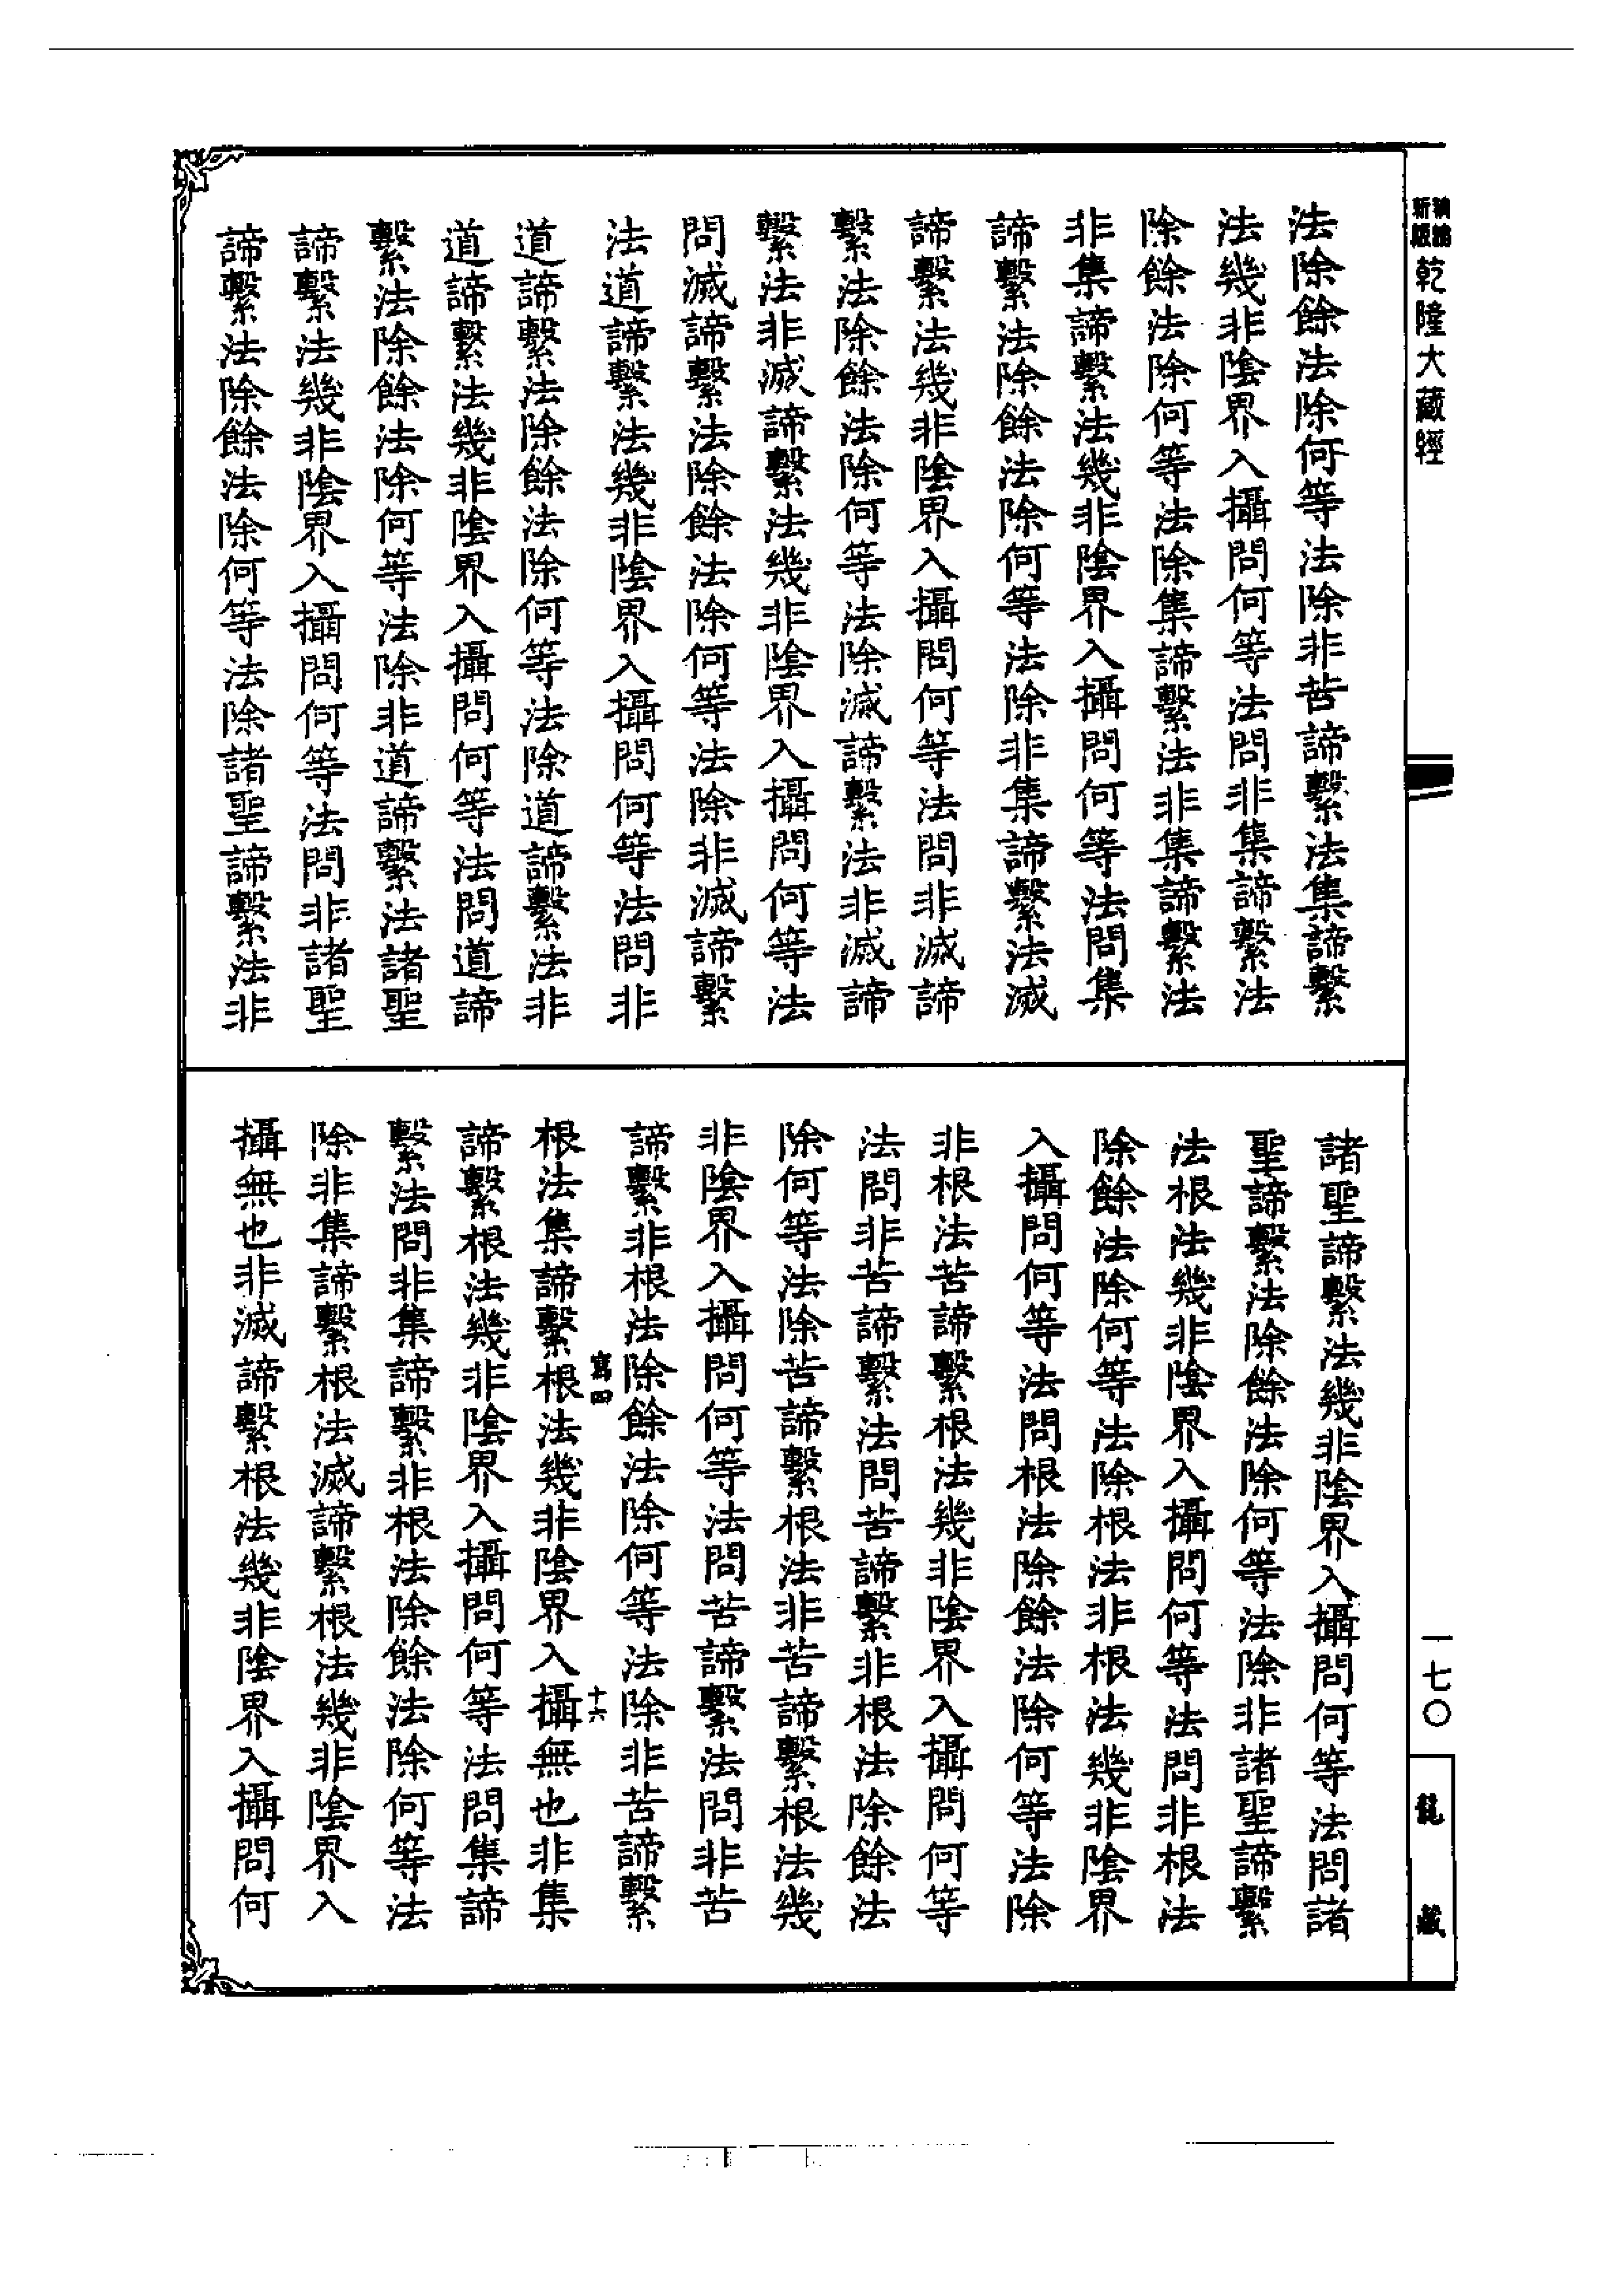 新編
新版
乾隆大藏經
法除餘法除何等法除非苦諦繫法集諦繫
法幾非陰界入攝問何等法問非集諦繫法
除餘法除何等法除集諦繫法非集諦繫法
非集諦繫法幾非陰界入攝問何等法問集
諦繫法除餘法除何等法除非集諦繫法滅
諦繫法幾非陰界入攝問何等法問非滅諦
繫法除餘法除何等法除滅諦繫法非滅諦
繫法非滅諦繫法幾非陰界入攝問何等法
問滅諦繫法除餘法除何等法除非滅諦繫
法道諦繫法幾非陰界入攝問何等法問非
道諦繫法除餘法除何等法除道諦繫法非
道諦繫法幾非陰界入攝問何等法問道諦
繫法除餘法除何等法除非道諦繫法諸聖
諦繫法幾非陰界入攝問何等法問非諸聖
諦繫法除餘法除何等法除諸聖諦繫法非
諸聖諦繫法幾非陰界入攝問何等法問諸
聖諦繫法除餘法除何等法除非諸聖諦繫
法根法幾非陰界入攝問何等法問非根法
除餘法除何等法除根法非根法幾非陰界
入攝問何等法問根法除餘法除何等法除
非根法苦諦繫根法幾非陰界入攝問何等
法問非苦諦繫法問苦諦繫非根法除餘法
除何等法除苦諦繫根法非苦諦繫根法幾
非陰界入攝問何等法問苦諦繫法問非苦
諦繫非根法除餘法除何等法除非苦諦繫
寫四
十六
根法集諦繫根法幾非陰界入攝無也非集
諦繫根法幾非陰界入攝問何等法問集諦
繫法問非集諦繫非根法除餘法除何等法
除非集諦繫根法滅諦繫根法幾非陰界入
攝無也非滅諦繫根法幾非陰界入攝問何
一七〇
龍藏